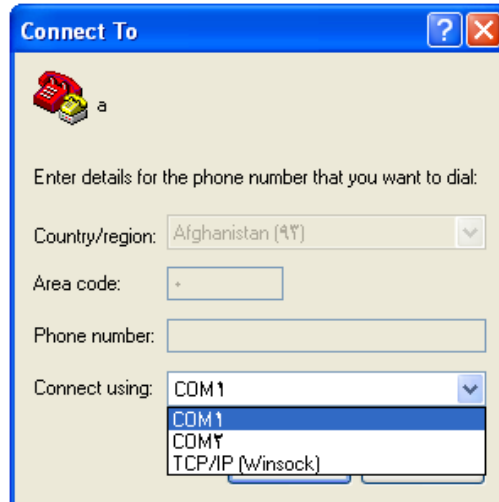 Connect To
a
Enter details for the phone number that you want to dial:
Country/region: Afghanistan (۹۳)
Area code: ۰
Phone number:
Connect using: COM۱
COM۱
COM۲
TCP/IP (Winsock)